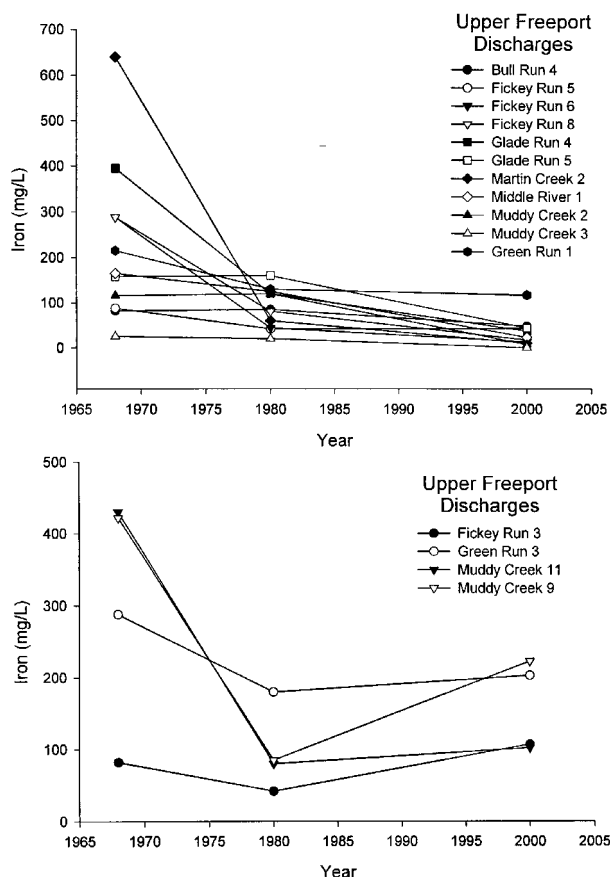 Upper Freeport
Discharges
Bull Run 4
Fickey Run 5
Fickey Run 6
Fickey Run 8
Glade Run 4
Glade Run 5
Martin Creek 2
Middle River 1
Muddy Creek 2
Muddy Creek 3
Green Run 1
Iron (mg/L)
700
600
500
400
300
200
100
0
1965 1970 1975 1980 1985 1990 1995 2000 2005
Year
Upper Freeport
Discharges
Fickey Run 3
Green Run 3
Muddy Creek 11
Muddy Creek 9
Iron (mg/L)
500
400
300
200
100
0
1965 1970 1975 1980 1985 1990 1995 2000 2005
Year